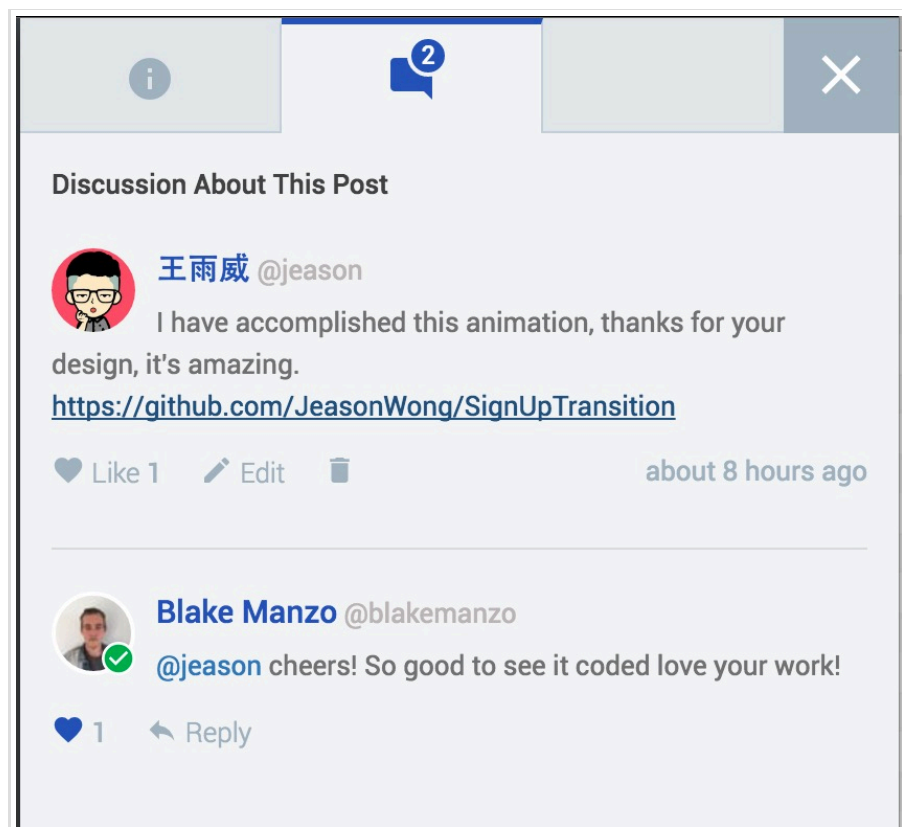 2
Discussion About This Post
王雨威 @jeason
I have accomplished this animation, thanks for your
design, it's amazing.
https://github.com/JeasonWong/SignUpTransition
Like 1 Edit about 8 hours ago
Blake Manzo @blakemanzo
@jeason cheers! So good to see it coded love your work!
1 Reply